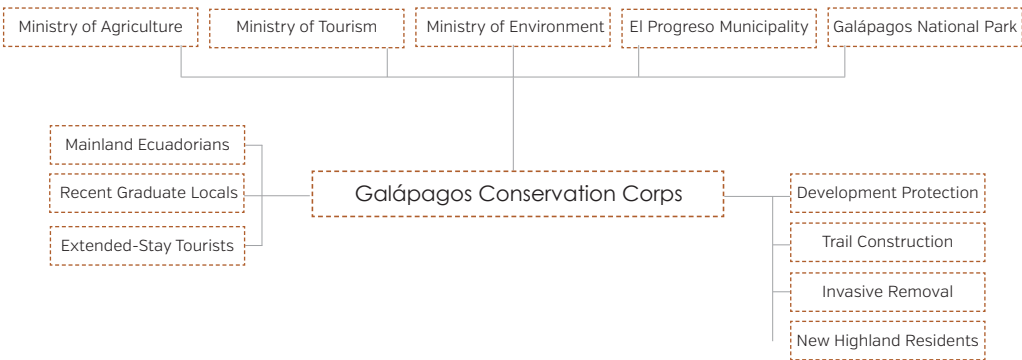 Ministry of Agriculture
Ministry of Tourism
Ministry of Environment
El Progreso Municipality
Galápagos National Park
Mainland Ecuadorians
Recent Graduate Locals
Extended-Stay Tourists
Galápagos Conservation Corps
Development Protection
Trail Construction
Invasive Removal
New Highland Residents